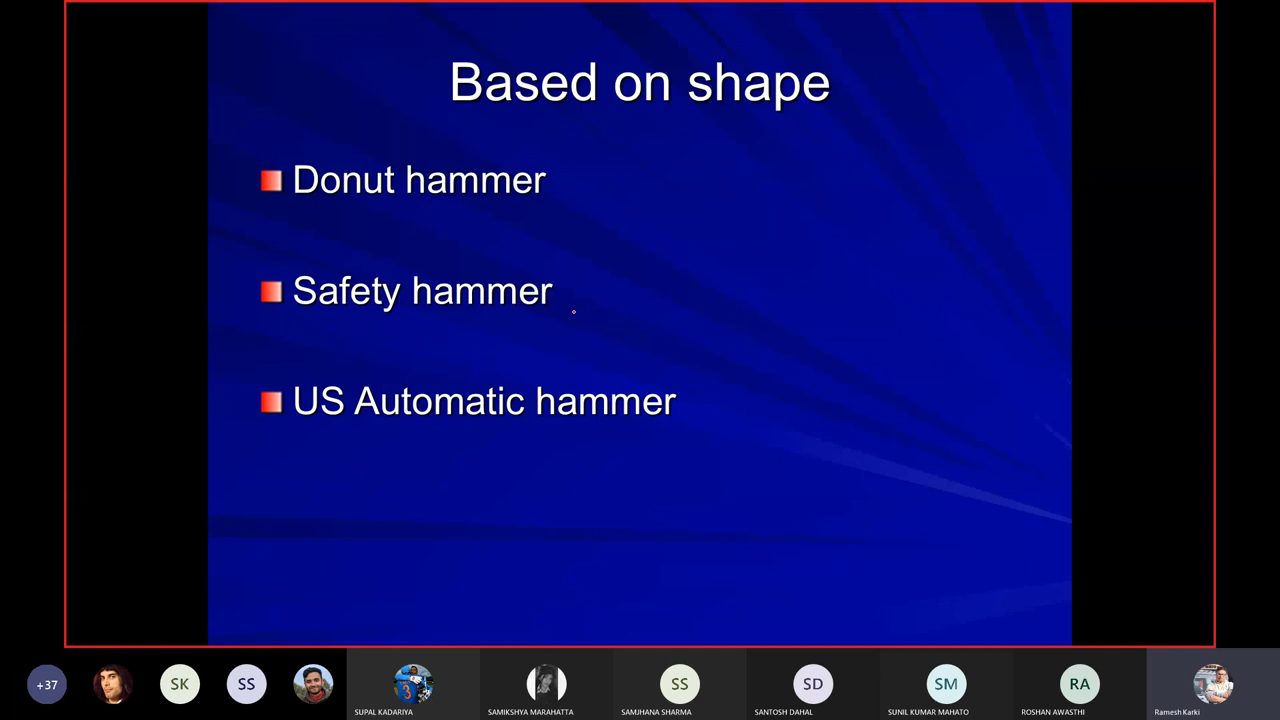 Based on shape
Donut hammer
Safety hammer
US Automatic hammer
+37
SK
SS
SS
SD
SM
RA
SUPAL KADARIYA
SAMIKSHYA MARAHATTA
SAMJHANA SHARMA
SANTOSH DAHAL
SUNIL KUMAR MAHATO
ROSHAN AWASTHI
Ramesh Karki